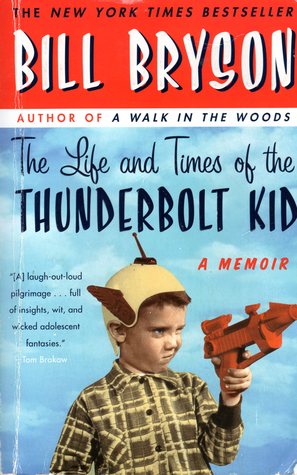 THE NEW YORK TIMES BESTSELLER
BILL BRYSON
AUTHOR OF A WALK IN THE WOODS
The Life and Times of the
THUNDERBOLT KID
A MEMOIR
"[A] laugh-out-loud
pilgrimage . . . full
of insights, wit, and
wicked adolescent
fantasies."
—Tom Brokaw